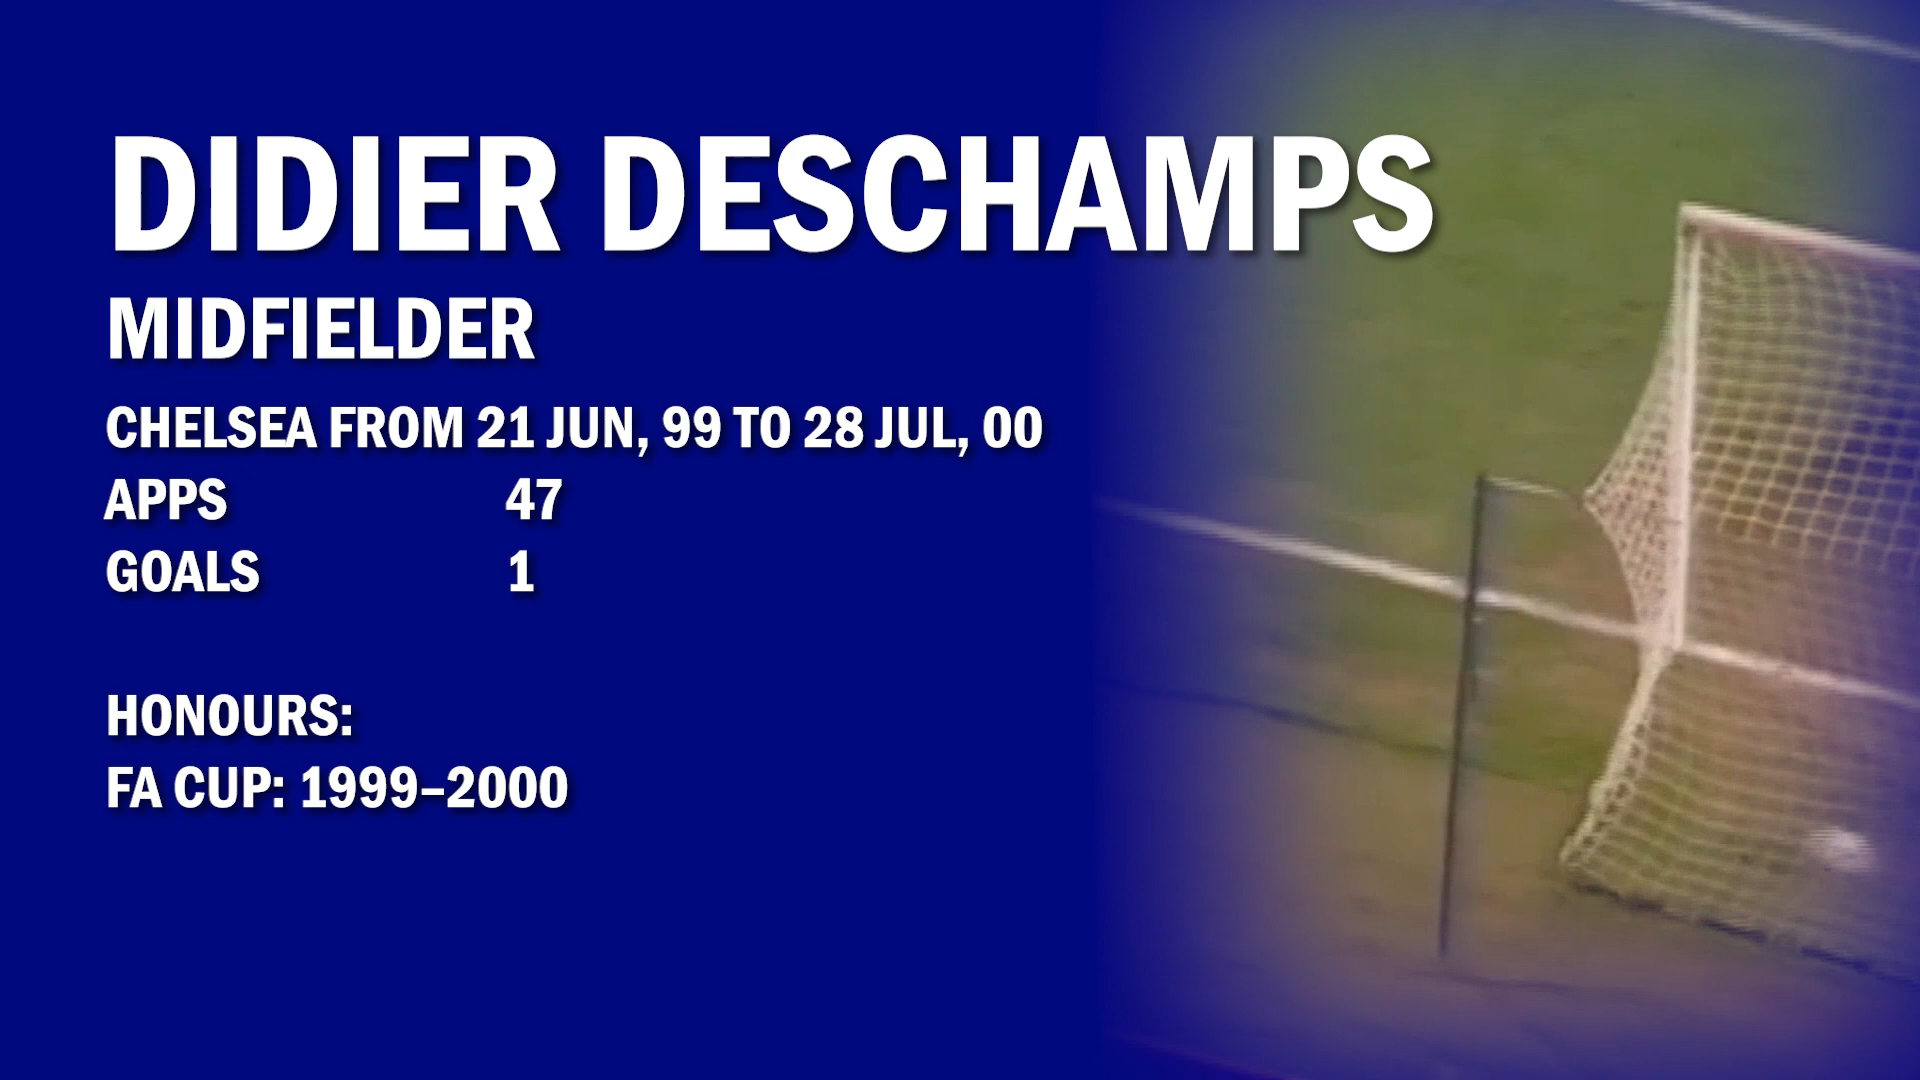 DIDIER DESCHAMPS
MIDFIELDER
CHELSEA FROM 21 JUN, 99 TO 28 JUL, 00
APPS 47
GOALS 1
HONOURS:
FA CUP: 1999–2000